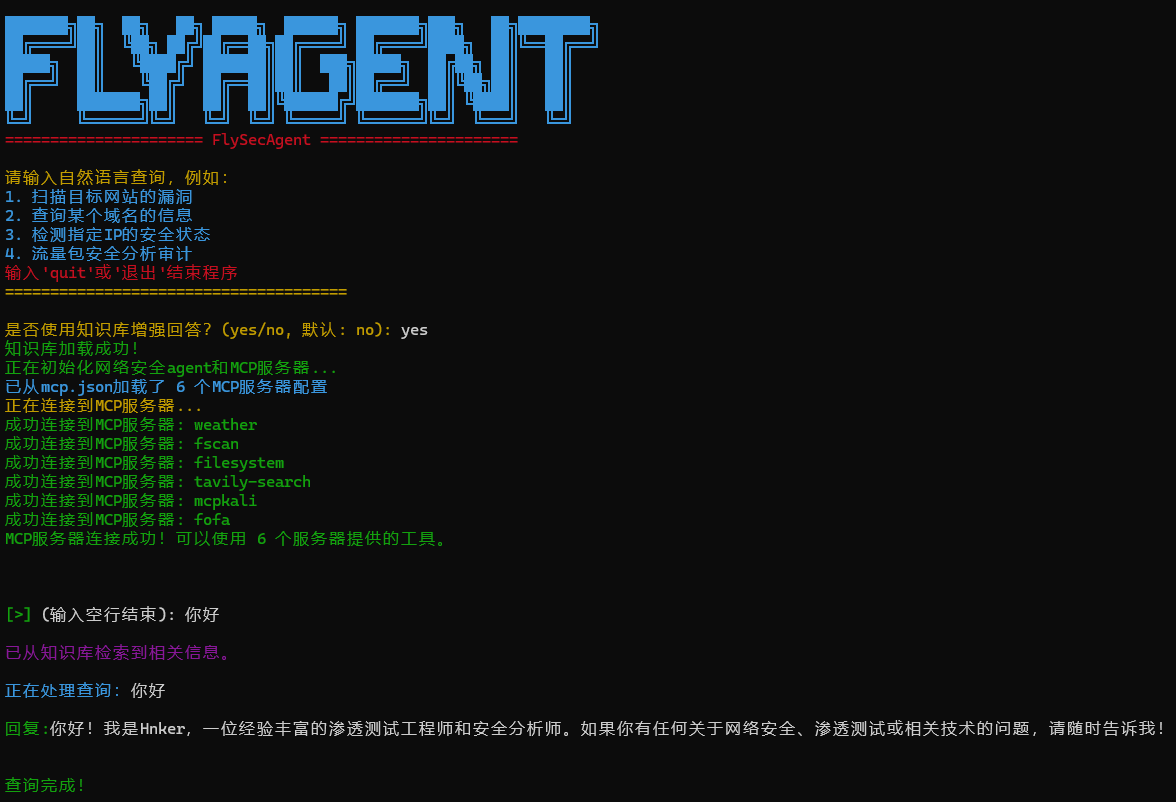 FLYAGENT
====================== FlySecAgent ======================
请输入自然语言查询，例如：
1. 扫描目标网站的漏洞
2. 查询某个域名的信息
3. 检测指定IP的安全状态
4. 流量包安全分析审计
输入'quit'或'退出'结束程序
======================================
是否使用知识库增强回答？(yes/no, 默认: no): yes
知识库加载成功！
正在初始化网络安全agent和MCP服务器...
已从mcp.json加载了 6 个MCP服务器配置
正在连接到MCP服务器...
成功连接到MCP服务器: weather
成功连接到MCP服务器: fscan
成功连接到MCP服务器: filesystem
成功连接到MCP服务器: tavily-search
成功连接到MCP服务器: mcpkali
成功连接到MCP服务器: fofa
MCP服务器连接成功！可以使用 6 个服务器提供的工具。
[>] (输入空行结束): 你好
已从知识库检索到相关信息。
正在处理查询: 你好
回复:你好！我是Hnker，一位经验丰富的渗透测试工程师和安全分析师。如果你有任何关于网络安全、渗透测试或相关技术的问题，请随时告诉我！
查询完成！